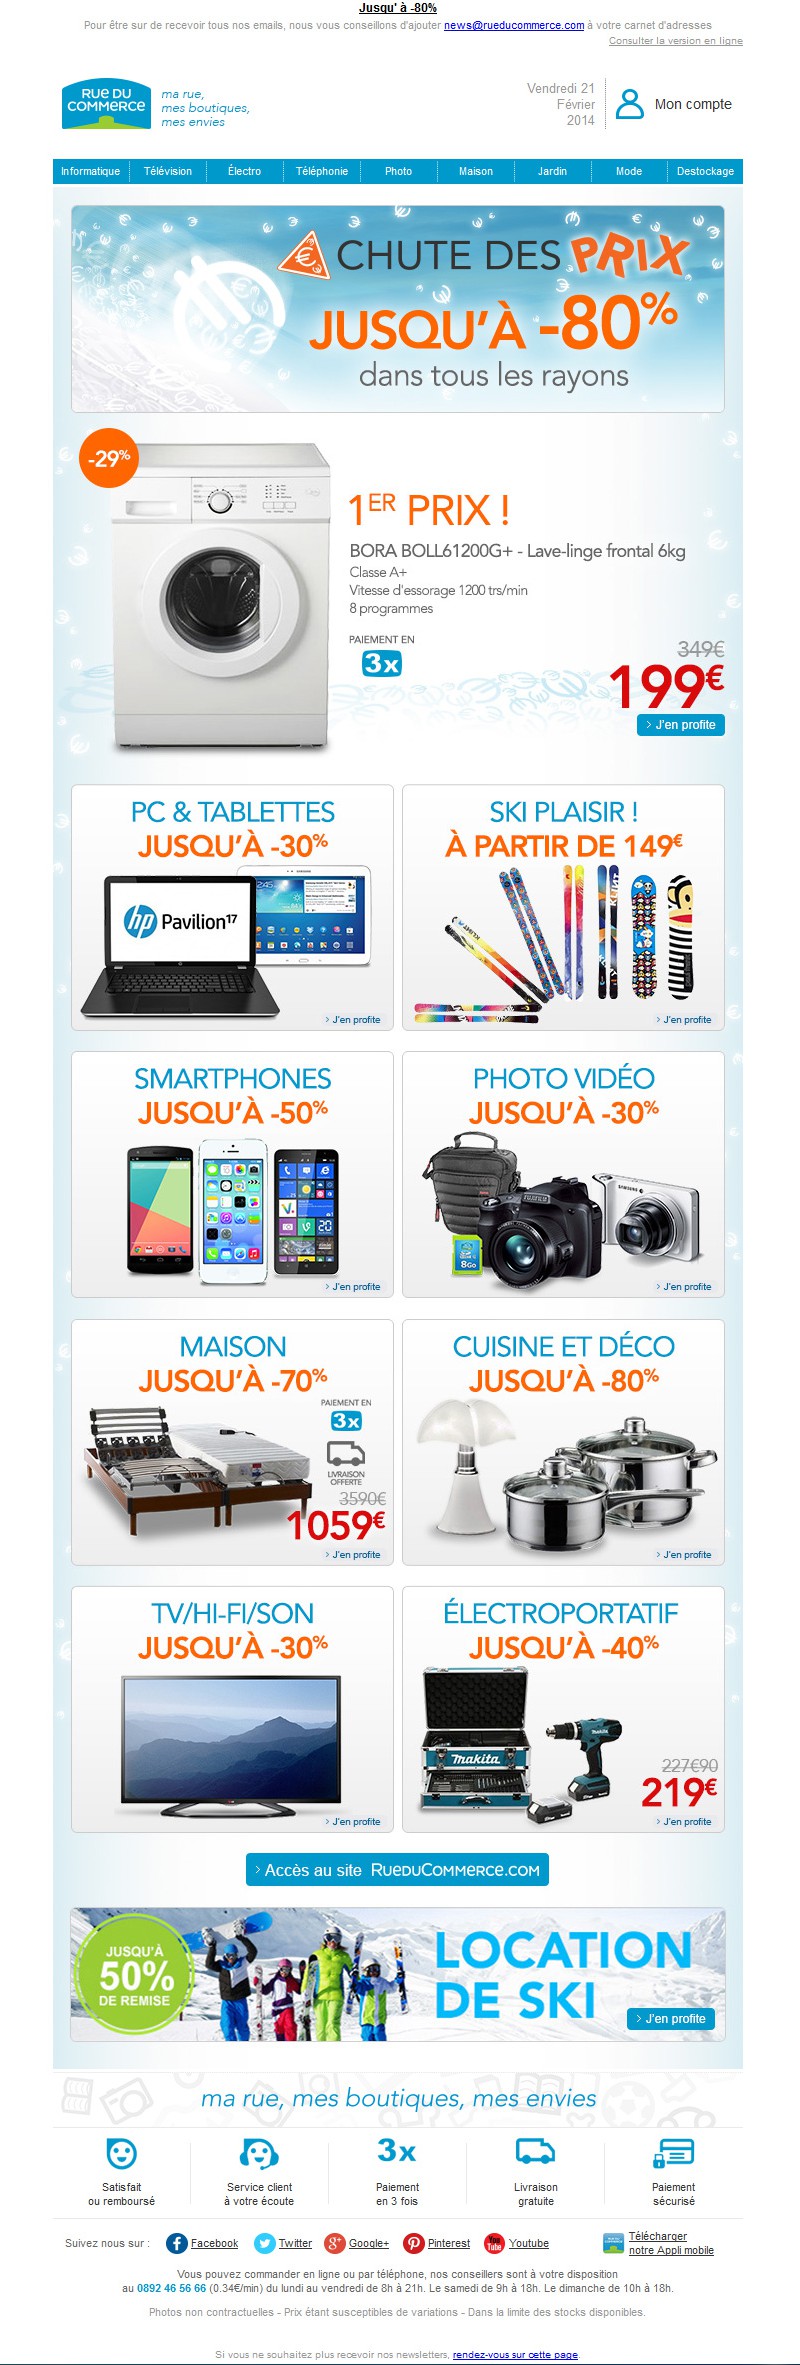 Jusqu' à -80%
Pour être sur de recevoir tous nos emails, nous vous conseillons d'ajouter news@rueducommerce.com à votre carnet d'adresses
Consulter la version en ligne
RUE DU
COMMERCE
ma rue,
mes boutiques,
mes envies
Vendredi 21
Février
2014
Mon compte
Informatique Télévision Électro Téléphonie Photo Maison Jardin Mode Destockage
€ CHUTE DES PRIX
JUSQU'À -80%
dans tous les rayons
-29%
1ER PRIX !
BORA BOLL61200G+ - Lave-linge frontal 6kg
Classe A+
Vitesse d'essorage 1200 trs/min
8 programmes
PAIEMENT EN
3x
349€
199€
> J'en profite
PC & TABLETTES
JUSQU'À -30%
hp Pavilion17
> J'en profite
SKI PLAISIR !
À PARTIR DE 149€
> J'en profite
SMARTPHONES
JUSQU'À -50%
> J'en profite
PHOTO VIDÉO
JUSQU'À -30%
FUJIFILM
SAMSUNG
8Go
> J'en profite
MAISON
JUSQU'À -70%
PAIEMENT EN
3x
LIVRAISON
OFFERTE
3590€
1059€
> J'en profite
CUISINE ET DÉCO
JUSQU'À -80%
> J'en profite
TV/HI-FI/SON
JUSQU'À -30%
> J'en profite
ÉLECTROPORTATIF
JUSQU'À -40%
makita
227€90
219€
> J'en profite
> Accès au site RUEDUCOMMERCE.COM
JUSQU'À
50%
DE REMISE
LOCATION
DE SKI
> J'en profite
ma rue, mes boutiques, mes envies
Satisfait
ou remboursé
Service client
à votre écoute
3x
Paiement
en 3 fois
Livraison
gratuite
Paiement
sécurisé
Suivez nous sur : Facebook Twitter Google+ Pinterest Youtube
Télécharger
notre Appli mobile
Vous pouvez commander en ligne ou par téléphone, nos conseillers sont à votre disposition
au 0892 46 56 66 (0.34€/min) du lundi au vendredi de 8h à 21h. Le samedi de 9h à 18h. Le dimanche de 10h à 18h.
Photos non contractuelles - Prix étant susceptibles de variations - Dans la limite des stocks disponibles.
Si vous ne souhaitez plus recevoir nos newsletters, rendez-vous sur cette page